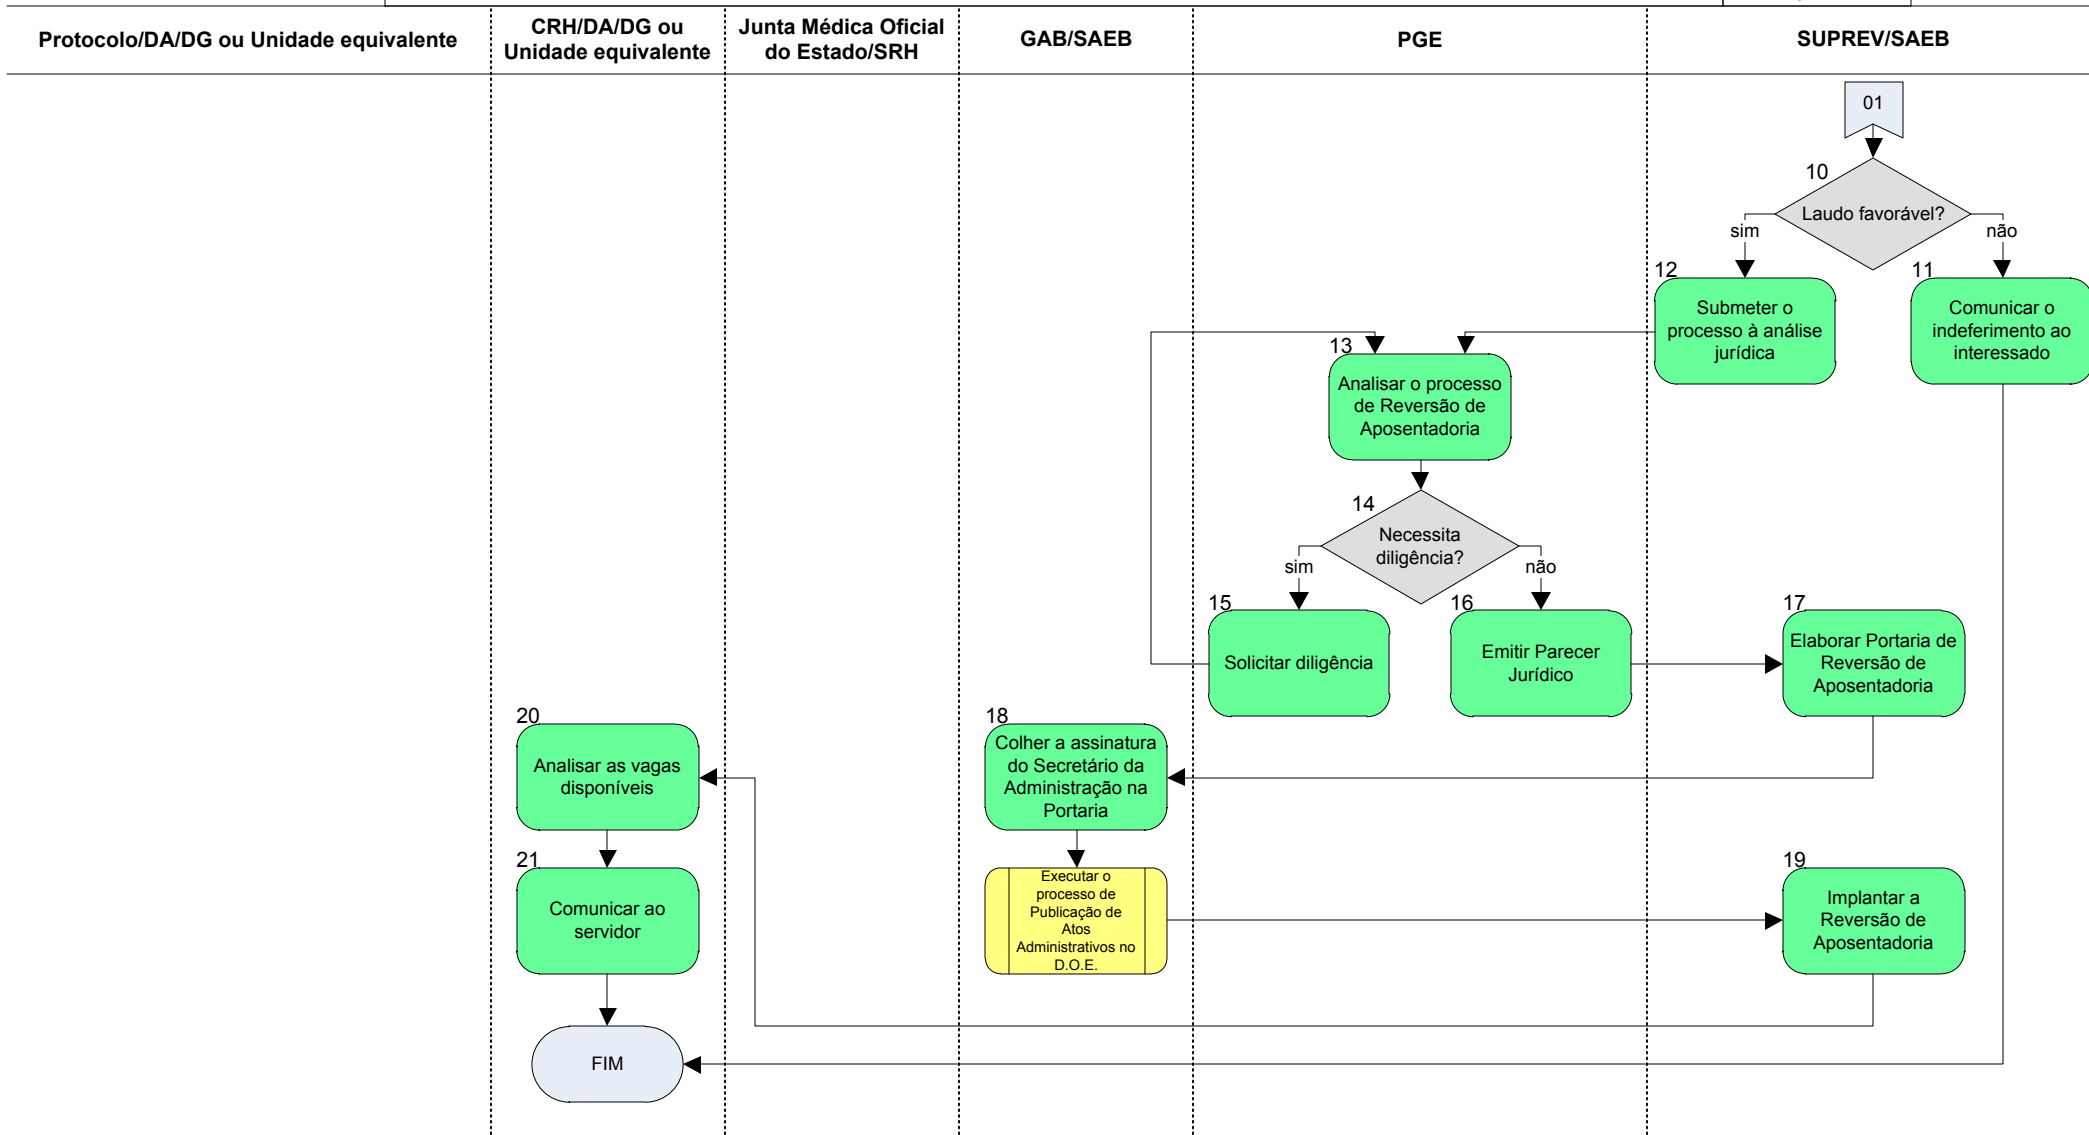 Protocolo/DA/DG ou Unidade equivalente
CRH/DA/DG ou
Unidade equivalente
Junta Médica Oficial
do Estado/SRH
GAB/SAEB
PGE
SUPREV/SAEB
01
10
Laudo favorável?
sim
não
12
Submeter o
processo à análise
jurídica
11
Comunicar o
indeferimento ao
interessado
13
Analisar o processo
de Reversão de
Aposentadoria
14
Necessita
diligência?
sim
não
15
Solicitar diligência
16
Emitir Parecer
Jurídico
17
Elaborar Portaria de
Reversão de
Aposentadoria
18
Colher a assinatura
do Secretário da
Administração na
Portaria
20
Analisar as vagas
disponíveis
21
Comunicar ao
servidor
Executar o
processo de
Publicação de
Atos
Administrativos no
D.O.E.
19
Implantar a
Reversão de
Aposentadoria
FIM